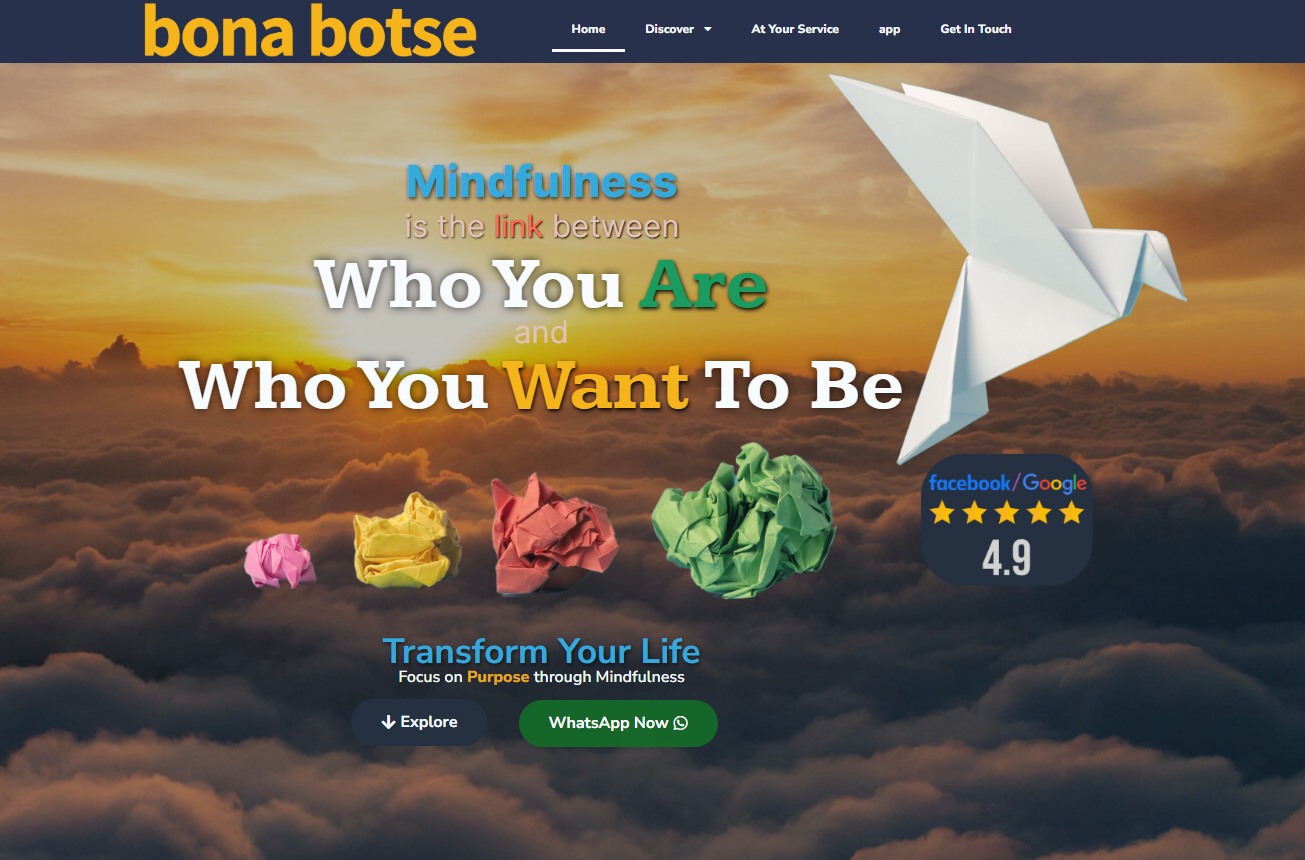 bona botse
Home Discover At Your Service app Get In Touch
Mindfulness
is the link between
Who You Are
and
Who You Want To Be
facebook/Google
4.9
Transform Your Life
Focus on Purpose through Mindfulness
Explore WhatsApp Now